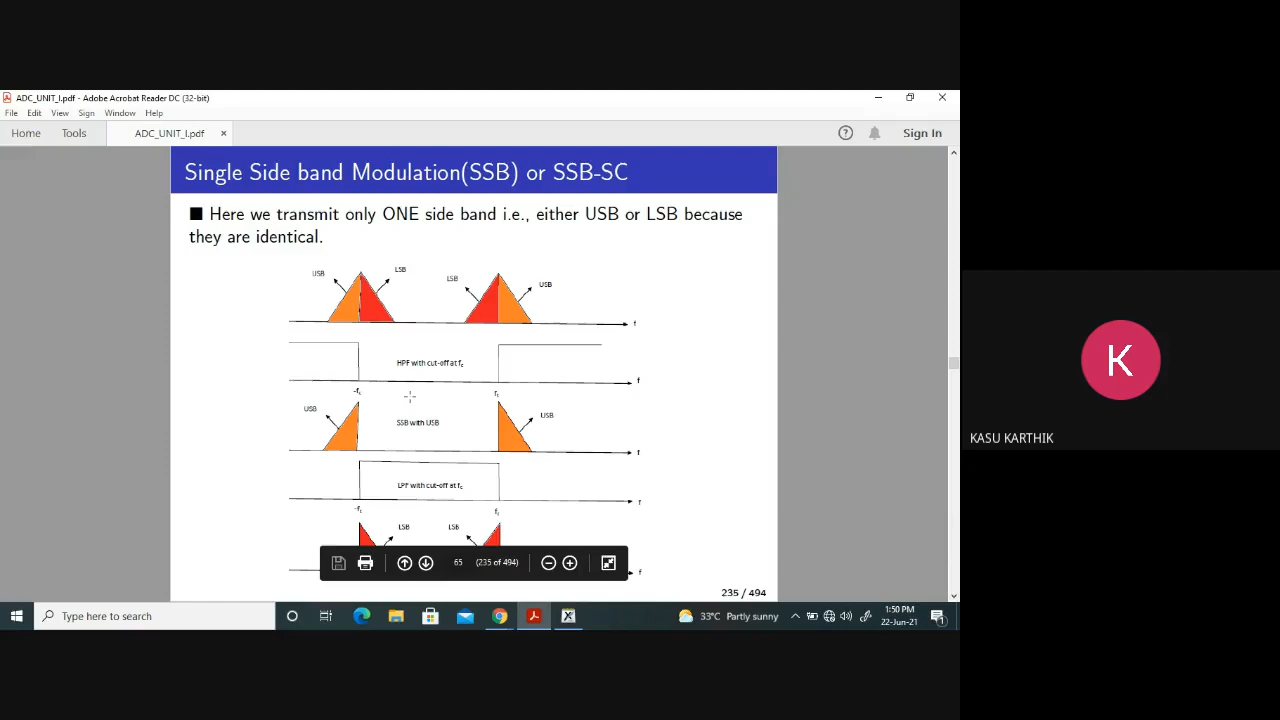 ADC_UNIT_I.pdf - Adobe Acrobat Reader DC (32-bit)
File Edit View Sign Window Help
Home Tools ADC_UNIT_I.pdf × ? Sign In
Single Side band Modulation(SSB) or SSB-SC
Here we transmit only ONE side band i.e., either USB or LSB because
they are identical.
USB LSB LSB USB
f
HPF with cut-off at fc
f
-fc fc
USB SSB with USB USB
f
LPF with cut-off at fc
f
-fc fc
LSB LSB
f
65 (235 of 494)
235 / 494
K
KASU KARTHIK
Type here to search
33°C Partly sunny
1:50 PM
22-Jun-21
1